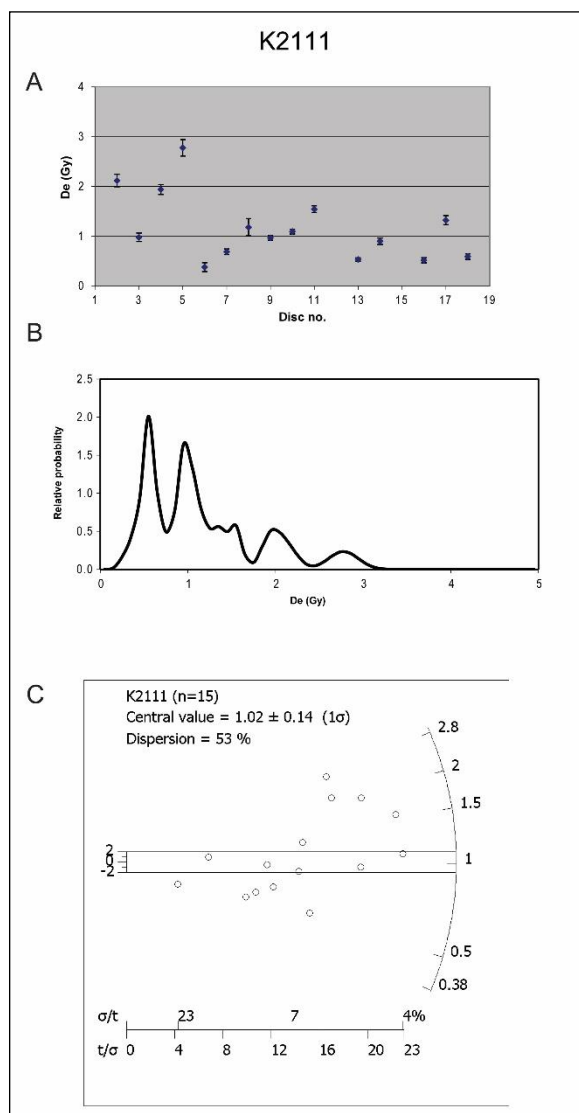 K2111
A
4
3
2
1
0
De (Gy)
1 3 5 7 9 11 13 15 17 19
Disc no.
B
2.5
2.0
1.5
1.0
0.5
0.0
Relative probability
0 1 2 3 4 5
De (Gy)
C
K2111 (n=15)
Central value = 1.02 ± 0.14 (1σ)
Dispersion = 53 %
2.8
2
1.5
1
0.5
0.38
2
0
-2
σ/t 23 7 4%
t/σ 0 4 8 12 16 20 23